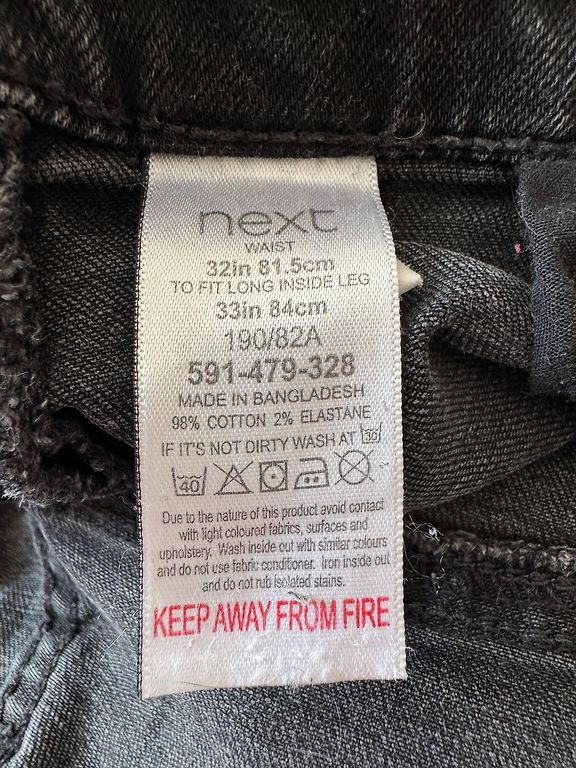 next
WAIST
32in 81.5cm
TO FIT LONG INSIDE LEG
33in 84cm
190/82A
591-479-328
MADE IN BANGLADESH
98% COTTON 2% ELASTANE
IF IT'S NOT DIRTY WASH AT 30
40
Due to the nature of this product avoid contact
with light coloured fabrics, surfaces and
upholstery. Wash inside out with similar colours
and do not use fabric conditioner. Iron inside out
and do not rub isolated stains.
KEEP AWAY FROM FIRE